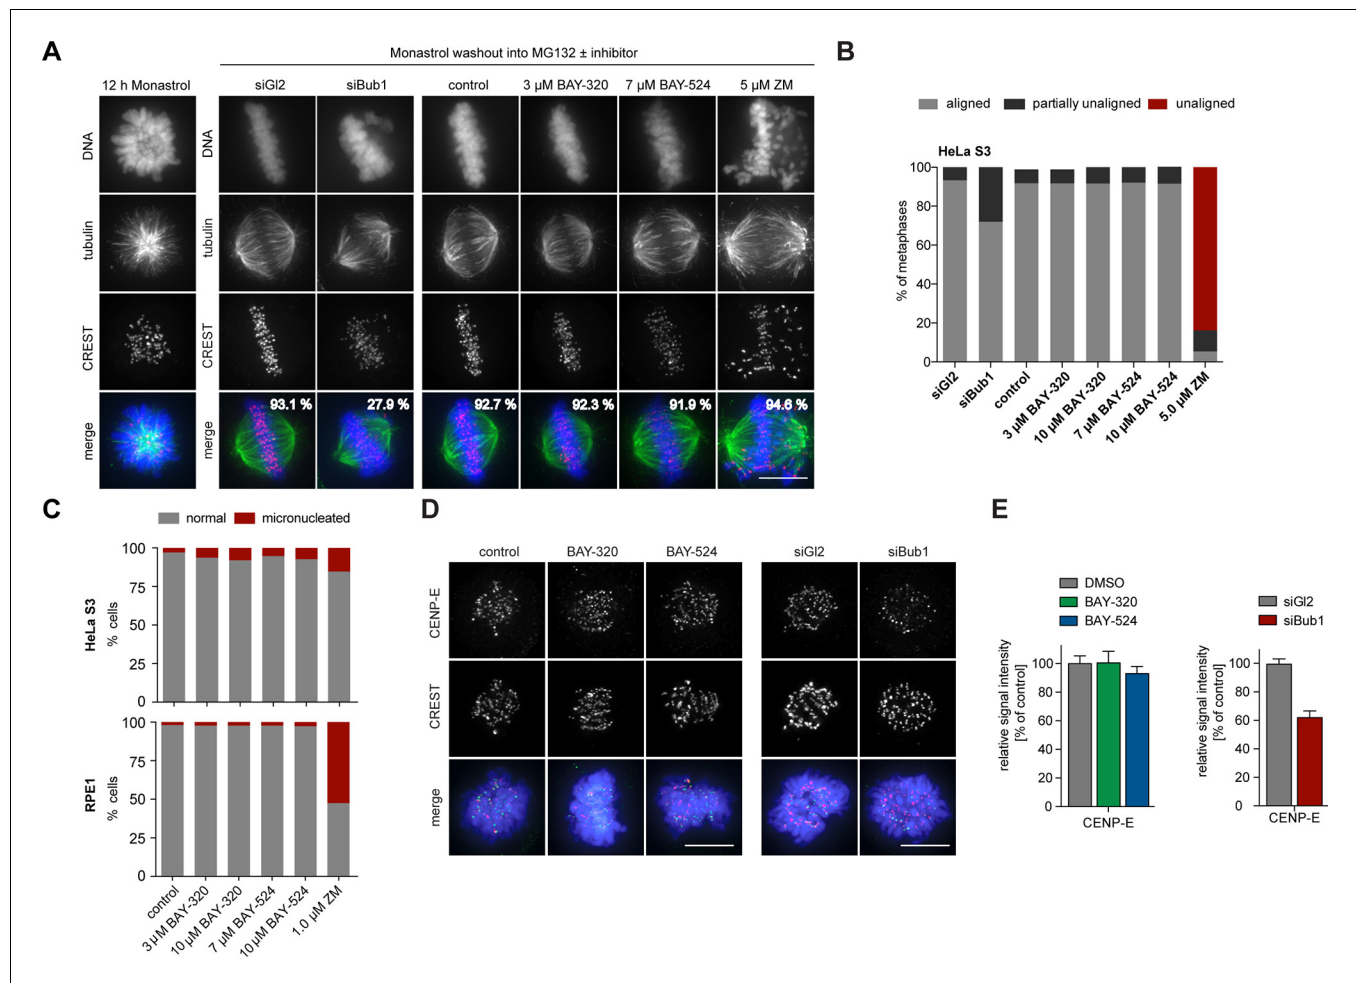 A
Monastrol washout into MG132 ± inhibitor
12 h Monastrol
siGl2
siBub1
control
3 µM BAY-320
7 µM BAY-524
5 µM ZM
DNA
DNA
tubulin
tubulin
CREST
CREST
merge
merge
93.1 %
27.9 %
92.7 %
92.3 %
91.9 %
94.6 %
B
aligned
partially unaligned
unaligned
HeLa S3
% of metaphases
100
80
60
40
20
0
siGl2
siBub1
control
3 µM BAY-320
10 µM BAY-320
7 µM BAY-524
10 µM BAY-524
5.0 µM ZM
C
normal
micronucleated
HeLa S3
% cells
100
75
50
25
0
RPE1
% cells
100
75
50
25
0
control
3 µM BAY-320
10 µM BAY-320
7 µM BAY-524
10 µM BAY-524
1.0 µM ZM
D
control
BAY-320
BAY-524
siGl2
siBub1
CENP-E
CREST
merge
E
DMSO
BAY-320
BAY-524
relative signal intensity
[% of control]
100
80
60
40
20
0
CENP-E
siGl2
siBub1
relative signal intensity
[% of control]
100
80
60
40
20
0
CENP-E